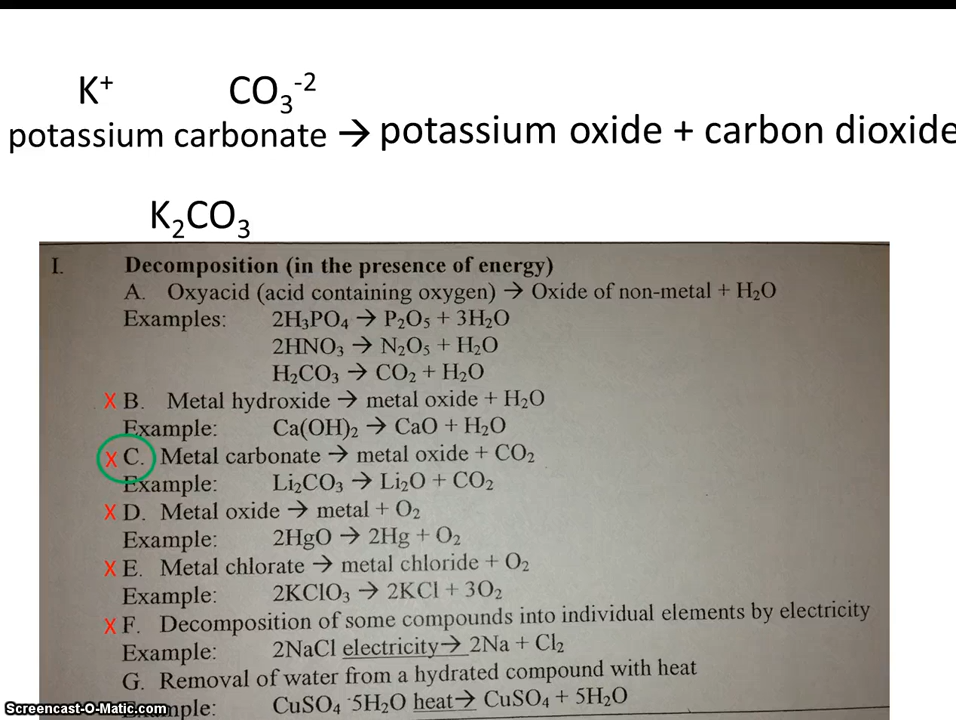 K⁺ CO₃⁻²
potassium carbonate → potassium oxide + carbon dioxide
K₂CO₃
I. Decomposition (in the presence of energy)
A. Oxyacid (acid containing oxygen) → Oxide of non-metal + H₂O
Examples: 2H₃PO₄ → P₂O₅ + 3H₂O
2HNO₃ → N₂O₅ + H₂O
H₂CO₃ → CO₂ + H₂O
X B. Metal hydroxide → metal oxide + H₂O
Example: Ca(OH)₂ → CaO + H₂O
X C. Metal carbonate → metal oxide + CO₂
Example: Li₂CO₃ → Li₂O + CO₂
X D. Metal oxide → metal + O₂
Example: 2HgO → 2Hg + O₂
X E. Metal chlorate → metal chloride + O₂
Example: 2KClO₃ → 2KCl + 3O₂
X F. Decomposition of some compounds into individual elements by electricity
Example: 2NaCl electricity→ 2Na + Cl₂
G. Removal of water from a hydrated compound with heat
Example: CuSO₄ ·5H₂O heat→ CuSO₄ + 5H₂O
Screencast-O-Matic.com